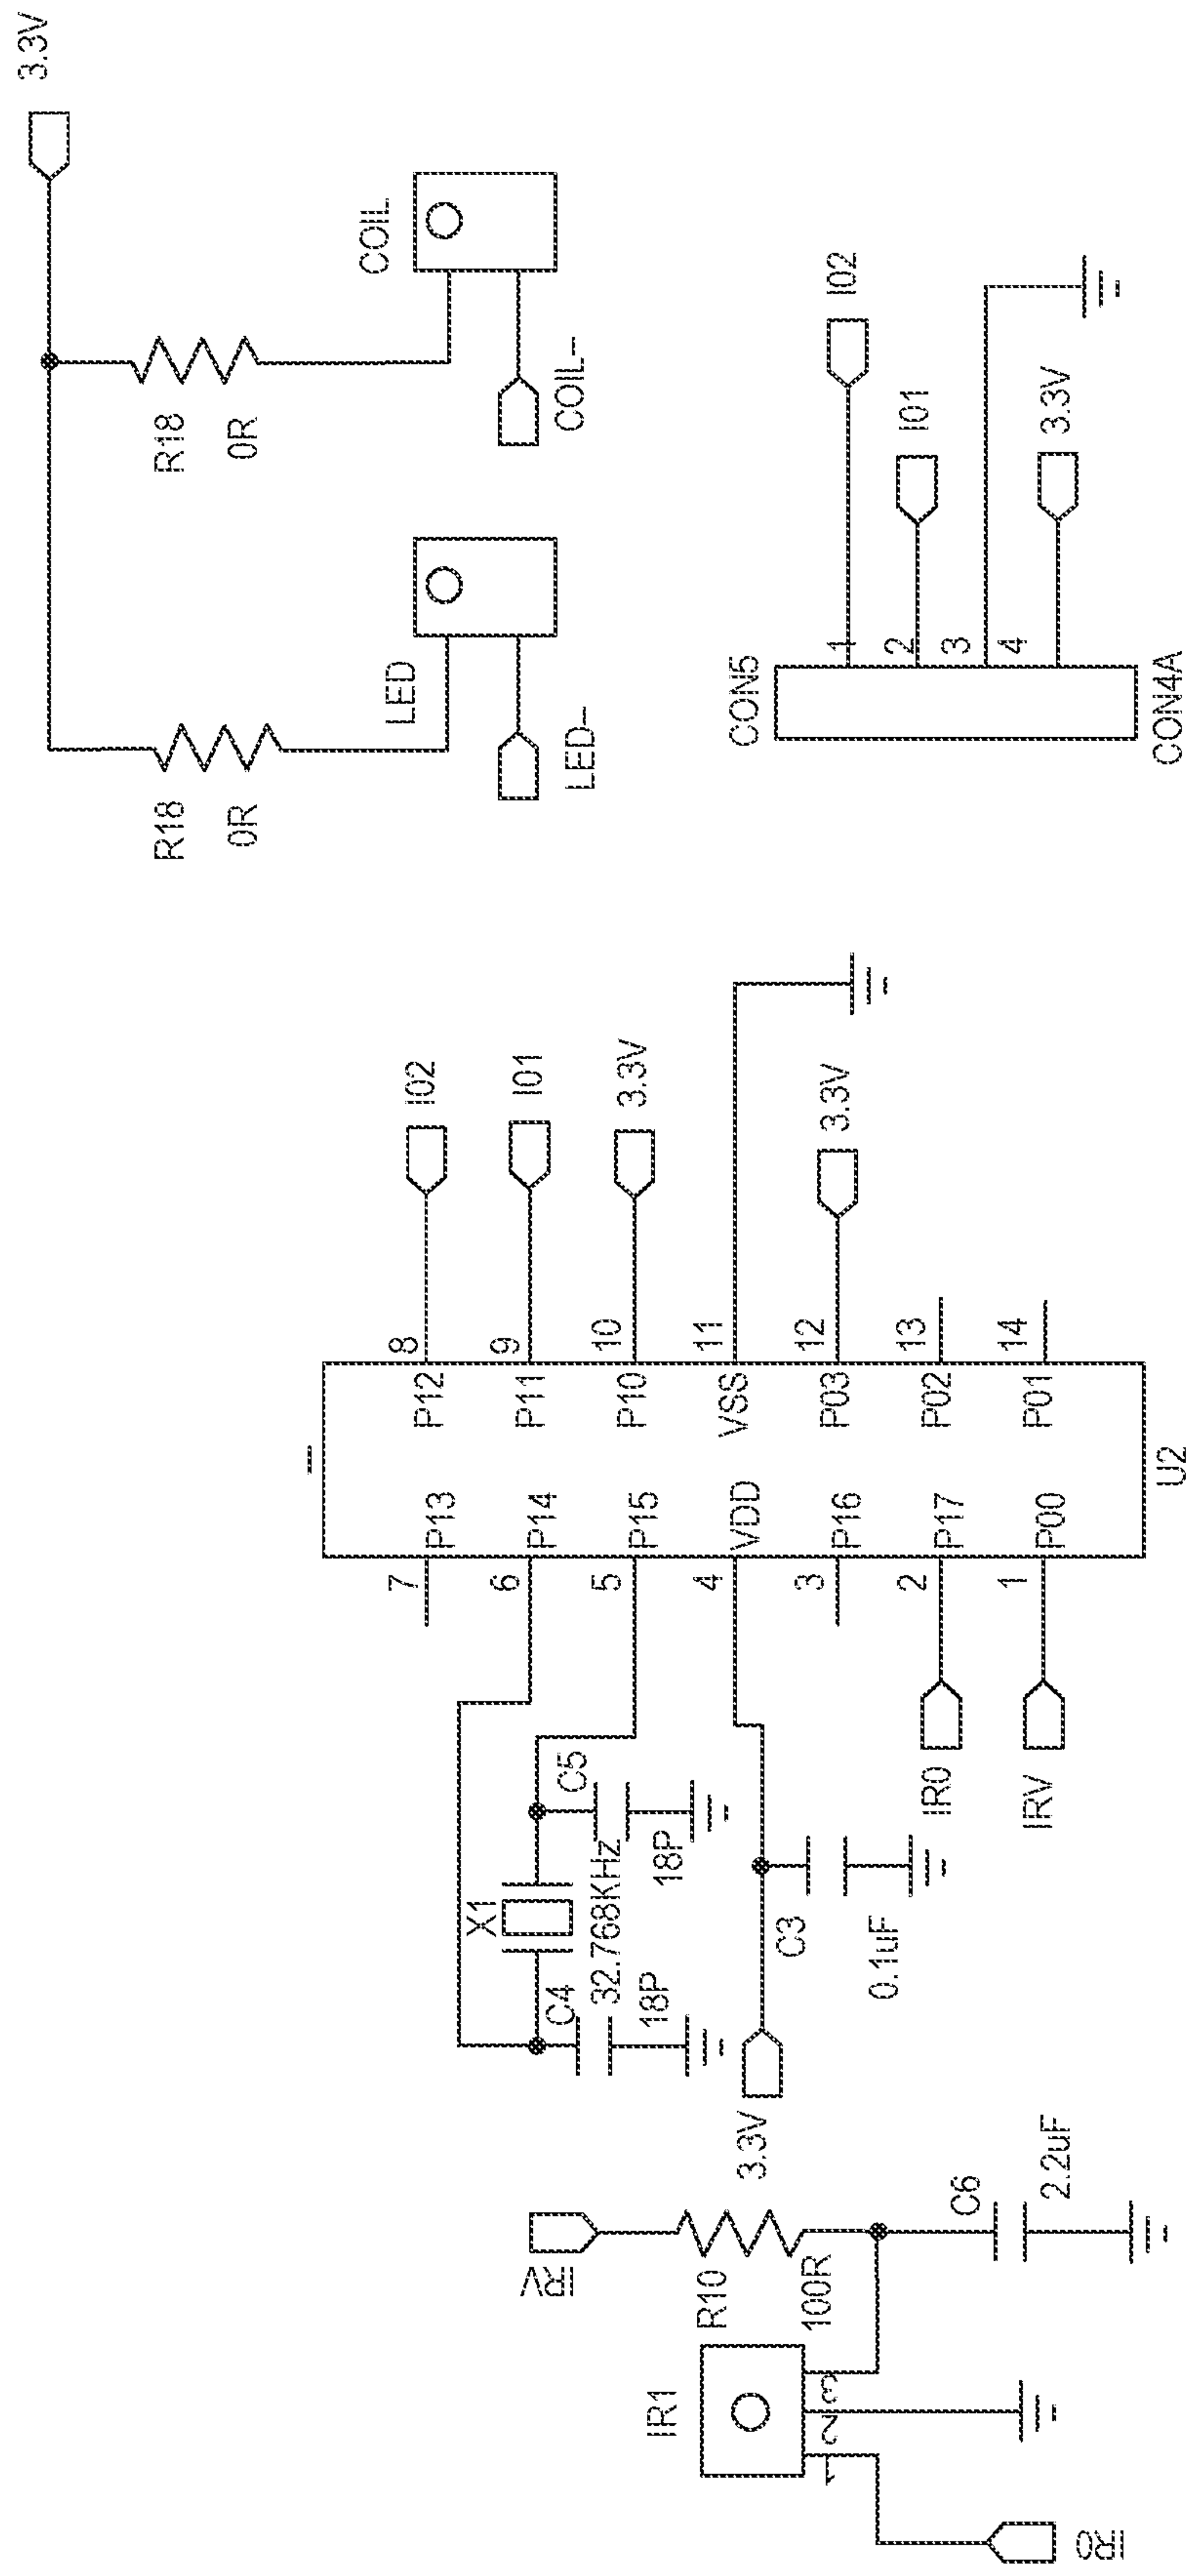 IR1
1
2
3
IR0
IRV
R10
100R
C6
2.2uF
X1
32.768KHz
C4
18P
C5
18P
3.3V
C3
0.1uF
IR0
IRV
7
6
5
4
3
2
1
P13
P14
P15
VDD
P16
P17
P00
P12
P11
P10
VSS
P03
P02
P01
8
9
10
11
12
13
14
U2
I02
I01
3.3V
3.3V
3.3V
R18
0R
LED
LED-
R18
0R
COIL
COIL-
CON5
1
2
3
4
CON4A
I02
I01
3.3V